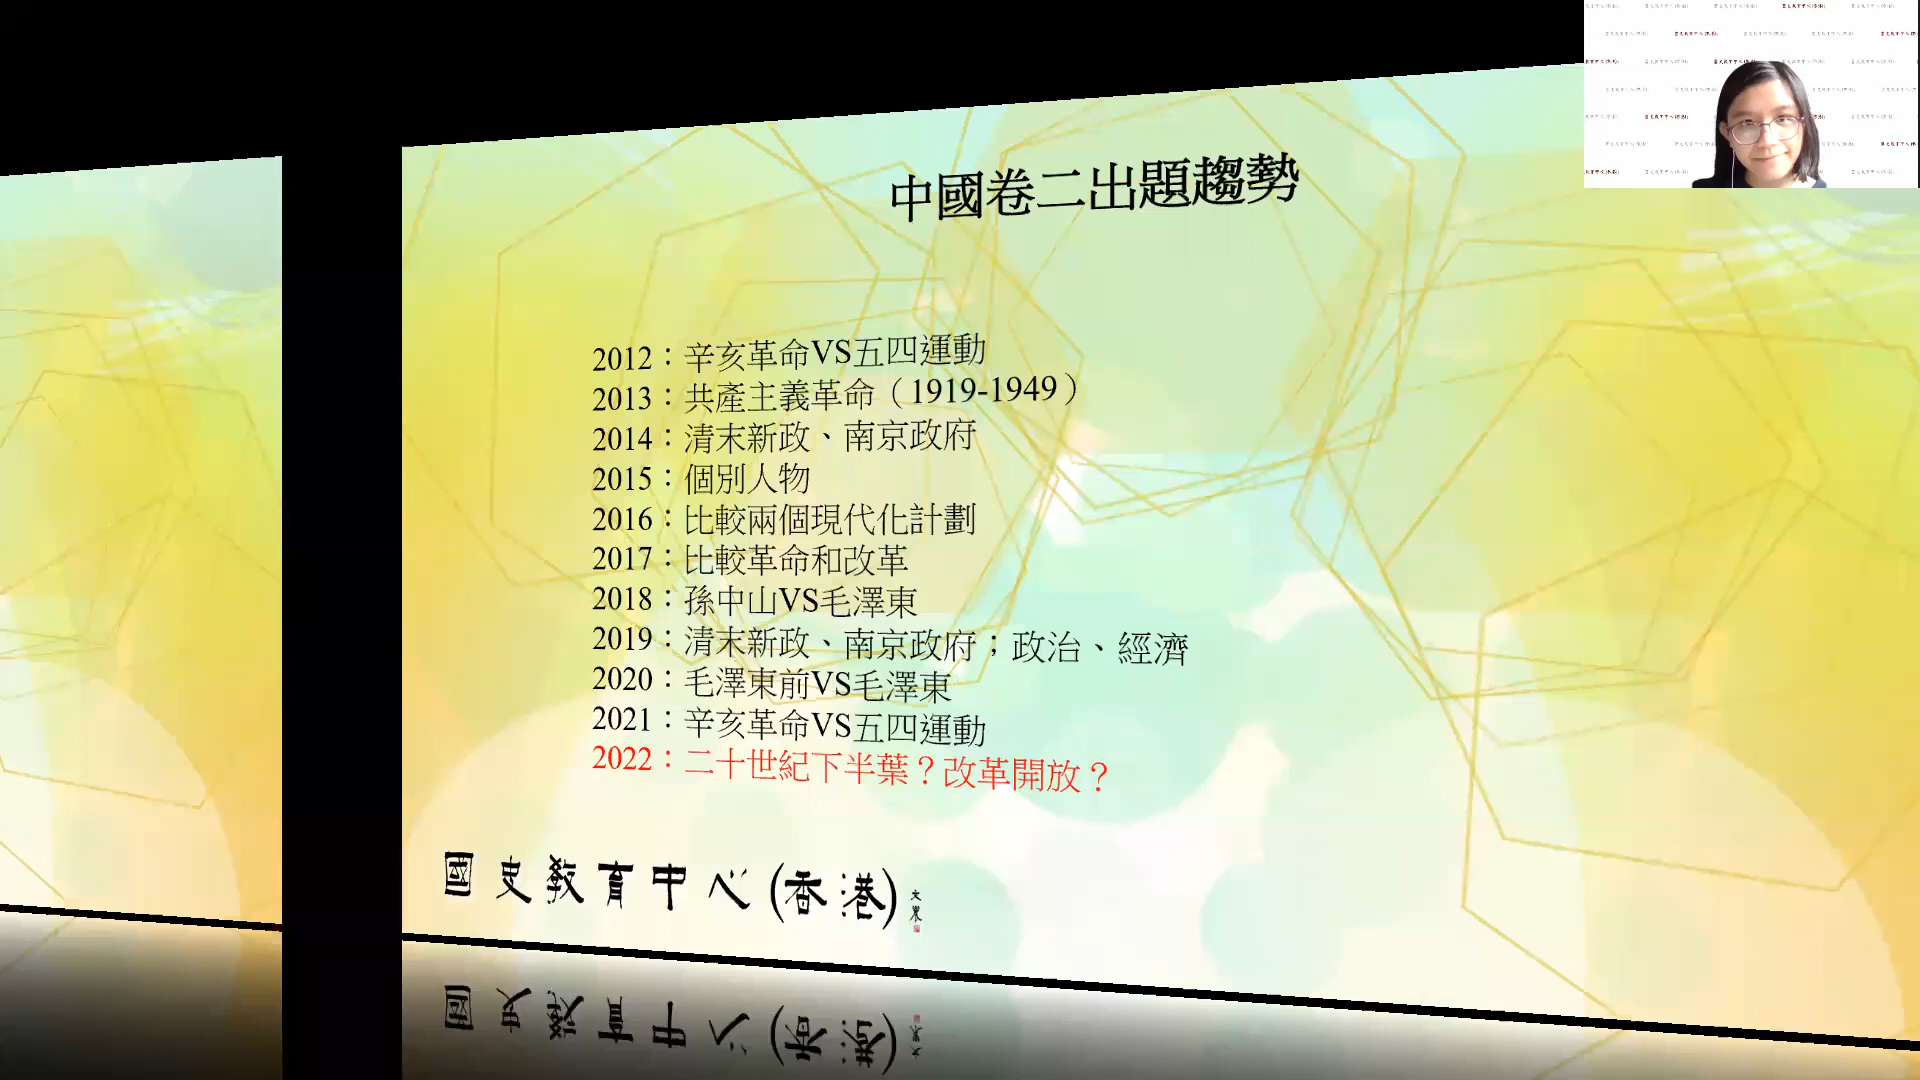 中國卷二出題趨勢
2012：辛亥革命VS五四運動
2013：共產主義革命（1919-1949）
2014：清末新政、南京政府
2015：個別人物
2016：比較兩個現代化計劃
2017：比較革命和改革
2018：孫中山VS毛澤東
2019：清末新政、南京政府；政治、經濟
2020：毛澤東前VS毛澤東
2021：辛亥革命VS五四運動
2022：二十世紀下半葉？改革開放？
國史教育中心(香港)